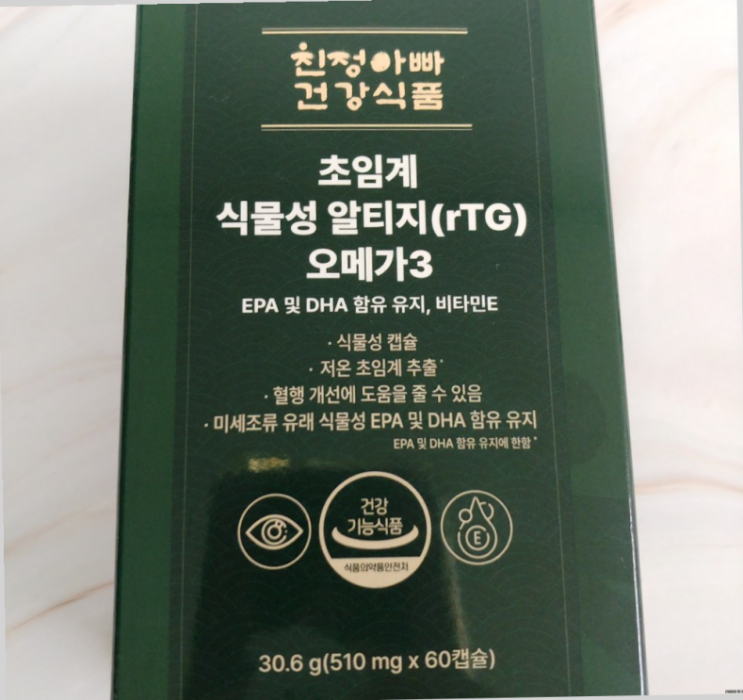 친정아빠
건강식품
초임계
식물성 알티지(rTG)
오메가3
EPA 및 DHA 함유 유지, 비타민E
· 식물성 캡슐
· 저온 초임계 추출*
· 혈행 개선에 도움을 줄 수 있음
· 미세조류 유래 식물성 EPA 및 DHA 함유 유지
EPA 및 DHA 함유 유지에 한함*
건강
기능식품
식품의약품안전처
E
30.6 g(510 mg x 60캡슐)